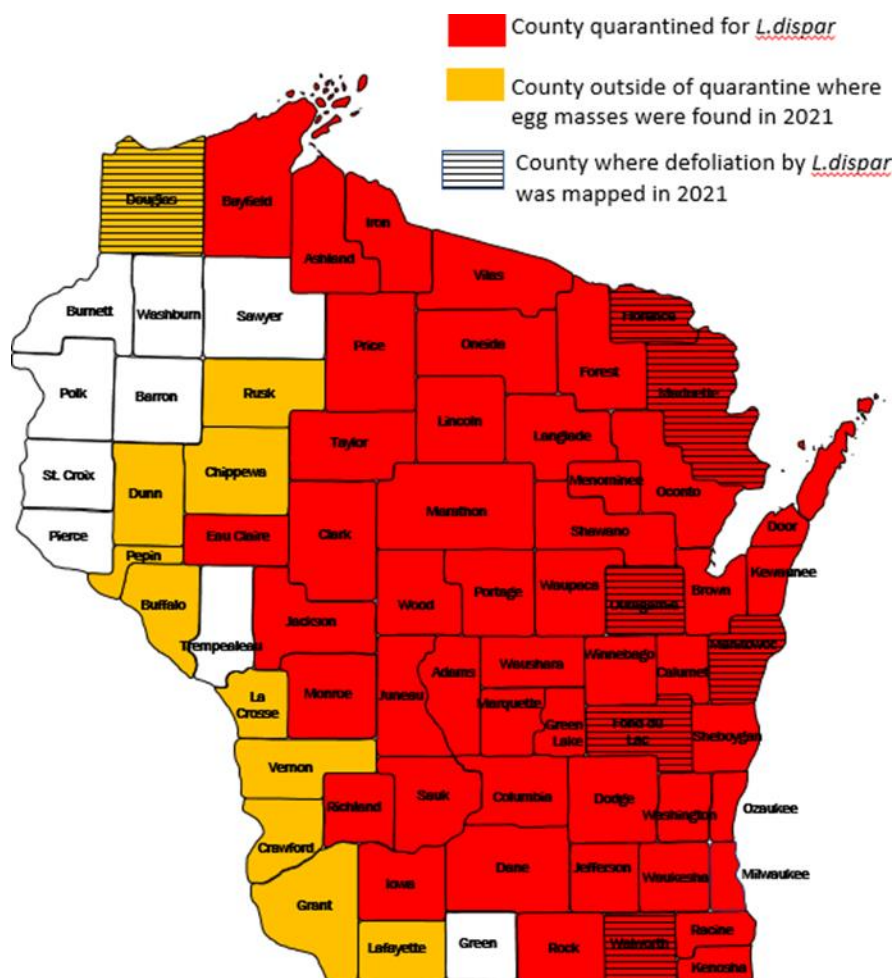 County quarantined for L.dispar
County outside of quarantine where
egg masses were found in 2021
County where defoliation by L.dispar
was mapped in 2021
Douglas
Bayfield
Iron
Ashland
Vilas
Burnett
Washburn
Sawyer
Florence
Price
Oneida
Forest
Polk
Barron
Rusk
Marinette
Lincoln
Taylor
Langlade
St. Croix
Chippewa
Menominee
Dunn
Oconto
Marathon
Pierce
Eau Claire
Clark
Shawano
Door
Pepin
Kewaunee
Waupaca
Portage
Brown
Buffalo
Wood
Outagamie
Jackson
Trempealeau
Manitowoc
Winnebago
Waushara
Adams
Calumet
La
Crosse
Monroe
Juneau
Marquette
Green
Lake
Fond du
Lac
Sheboygan
Vernon
Richland
Sauk
Columbia
Dodge
Washington
Ozaukee
Crawford
Dane
Jefferson
Waukesha
Milwaukee
Iowa
Grant
Racine
Lafayette
Green
Rock
Walworth
Kenosha